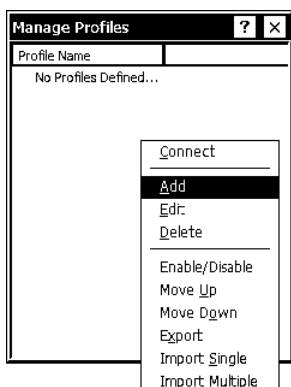 Manage Profiles ? ×
Profile Name
No Profiles Defined...
Connect
Add
Edit
Delete
Enable/Disable
Move Up
Move Down
Export
Import Single
Import Multiple